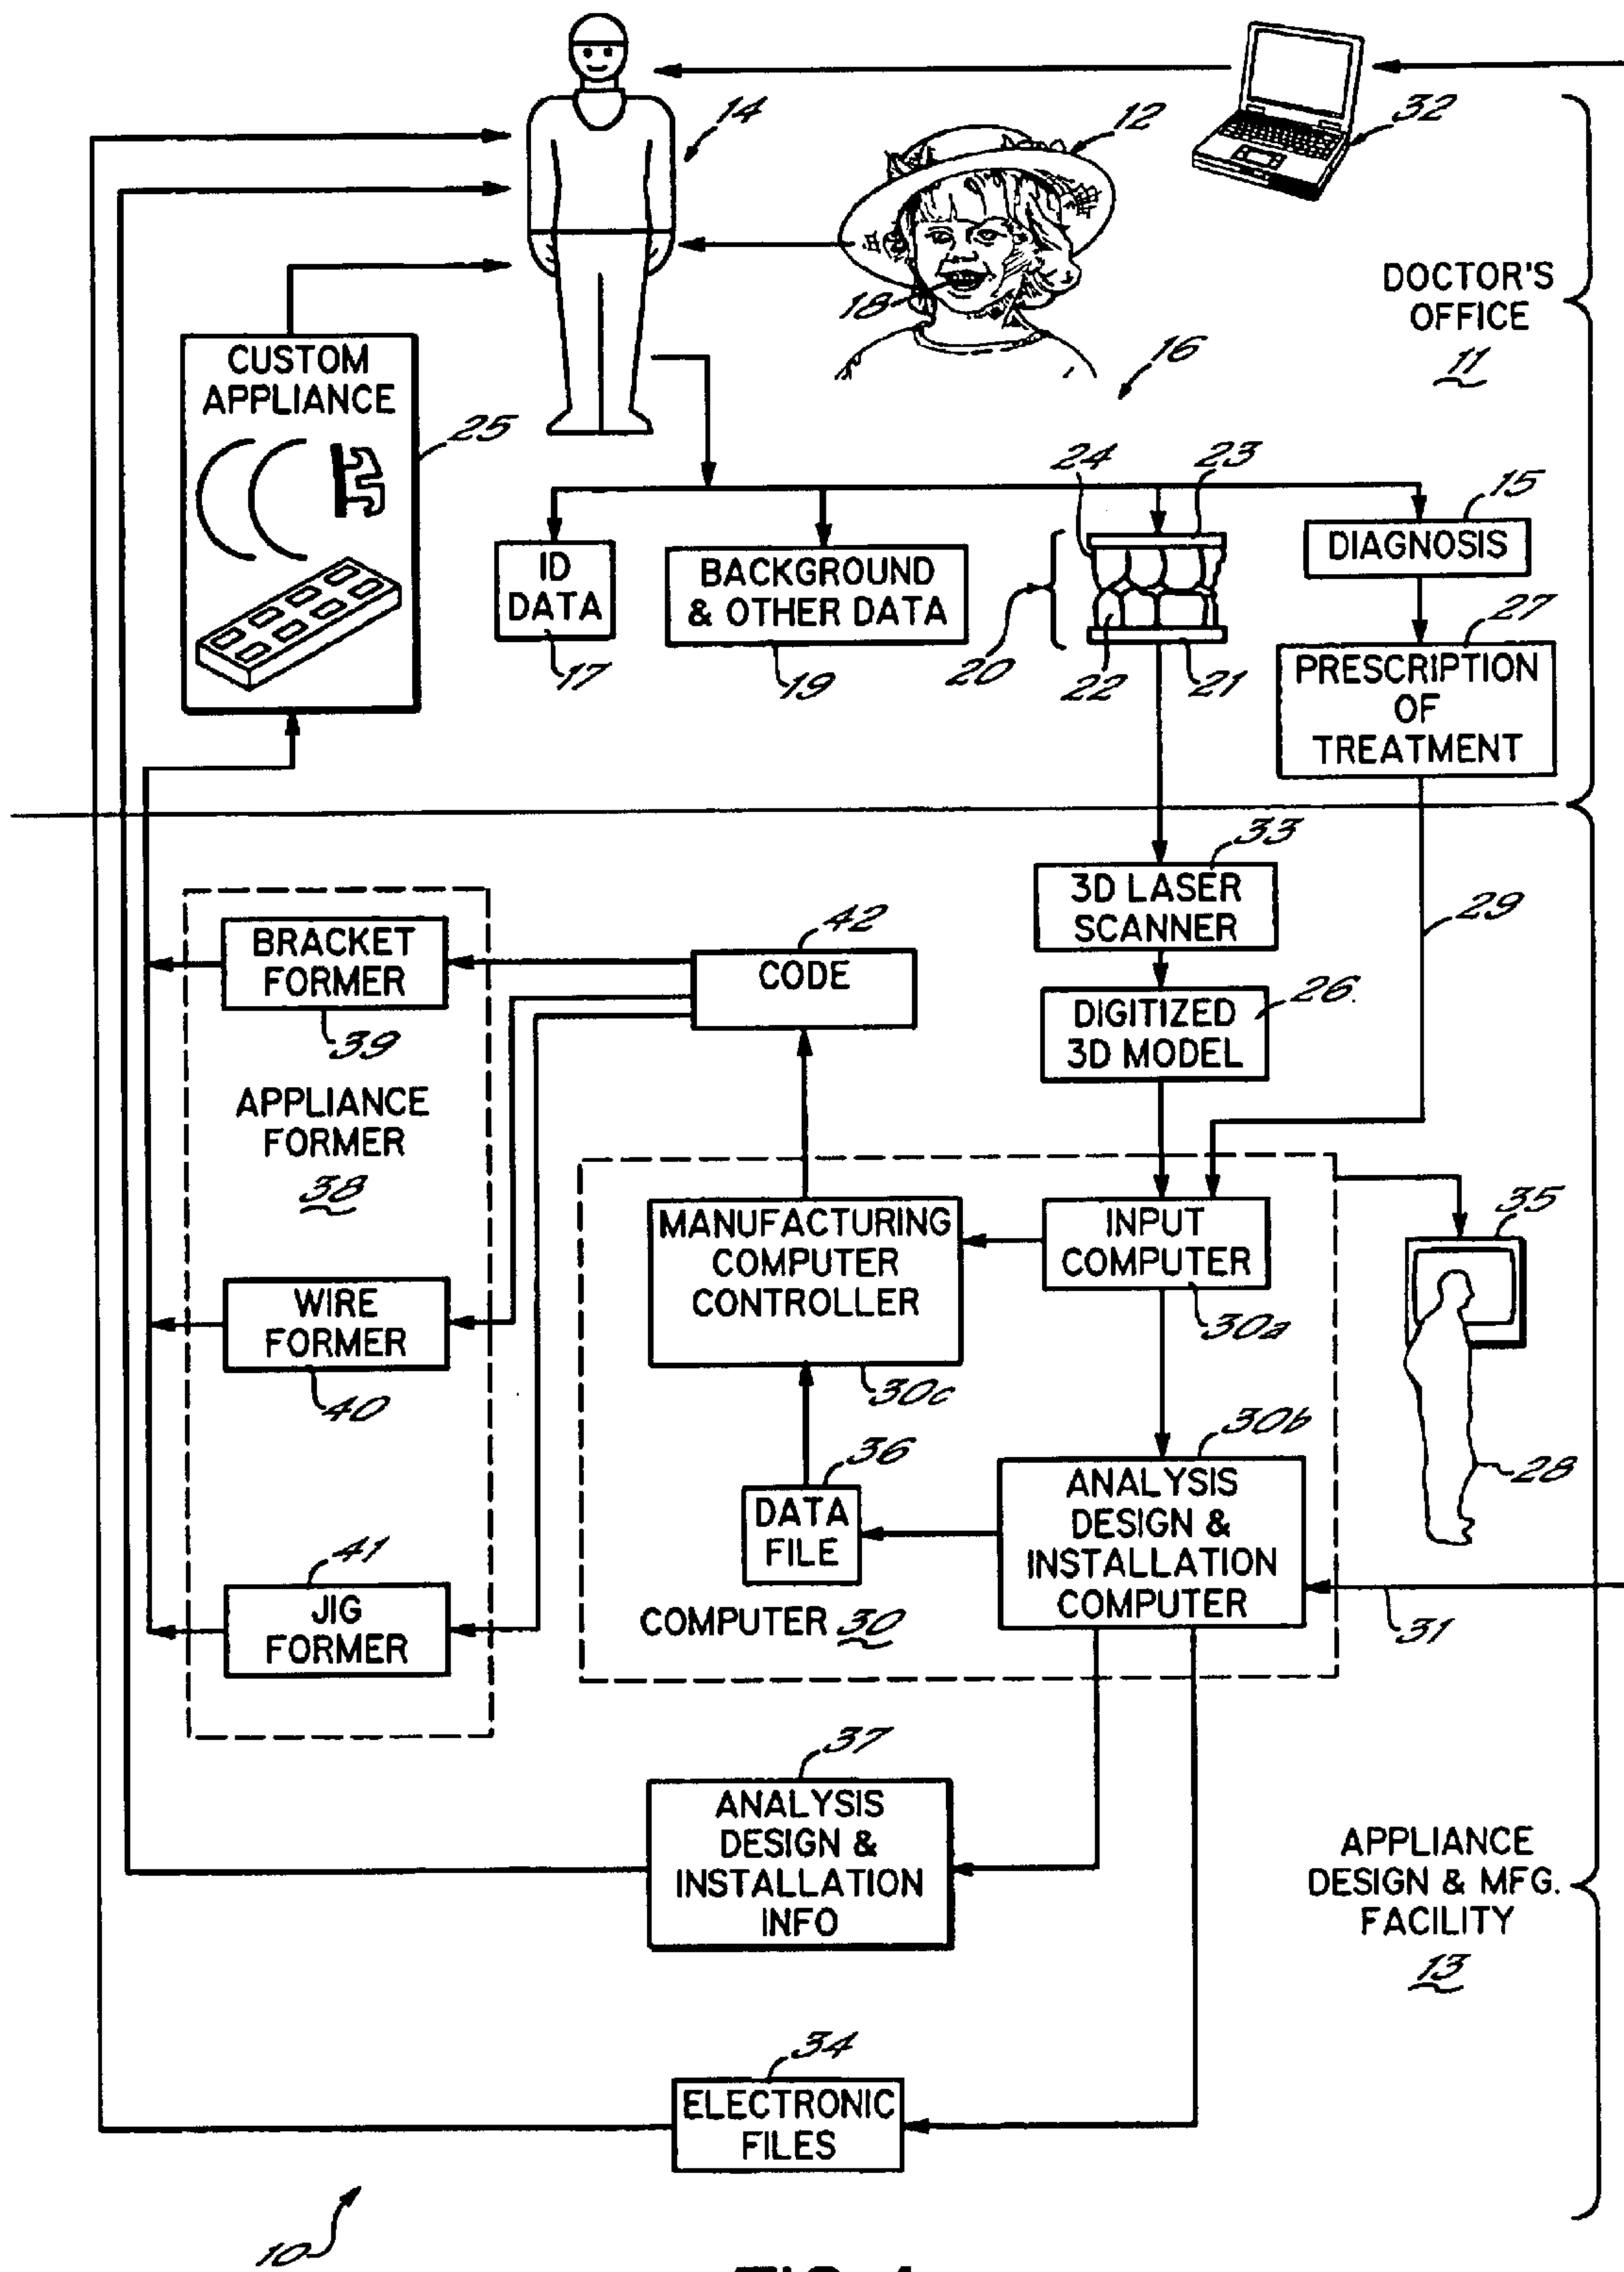 14
12
32
18
DOCTOR'S
OFFICE
11
16
CUSTOM
APPLIANCE
25
24
23
15
ID
DATA
17
BACKGROUND
& OTHER DATA
19
20
22
21
DIAGNOSIS
27
PRESCRIPTION
OF
TREATMENT
33
3D LASER
SCANNER
29
42
CODE
BRACKET
FORMER
39
26.
DIGITIZED
3D MODEL
APPLIANCE
FORMER
38
MANUFACTURING
COMPUTER
CONTROLLER
30c
INPUT
COMPUTER
30a
35
WIRE
FORMER
40
30b
36
DATA
FILE
ANALYSIS
DESIGN &
INSTALLATION
COMPUTER
28
41
JIG
FORMER
COMPUTER 30
31
37
ANALYSIS
DESIGN &
INSTALLATION
INFO
APPLIANCE
DESIGN & MFG.
FACILITY
13
34
ELECTRONIC
FILES
10